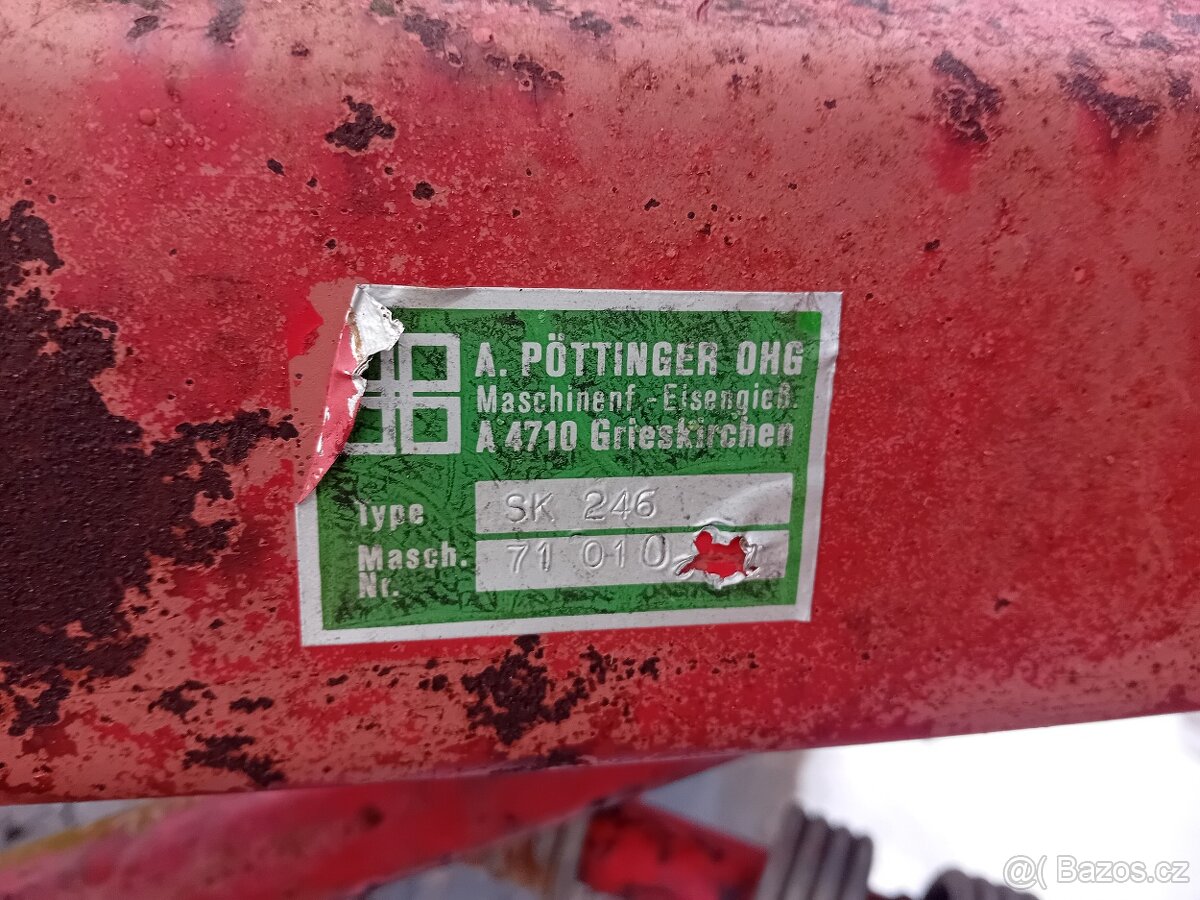 A. PÖTTINGER OHG
Maschinenf.-Eisengieß.
A 4710 Grieskirchen
Type SK 246
Masch. Nr. 71 010
Bazos.cz